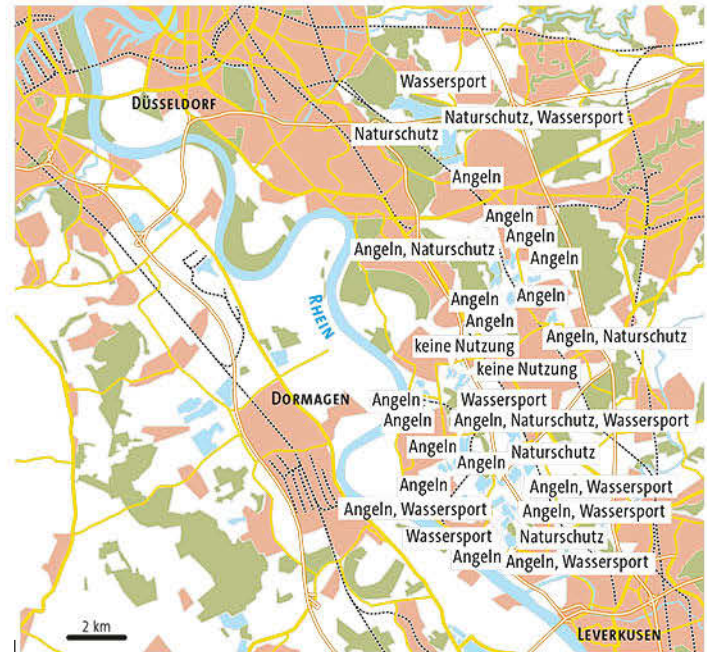 Wassersport
DÜSSELDORF
Naturschutz, Wassersport
Naturschutz
Angeln
Angeln
Angeln
Angeln, Naturschutz
Angeln
Angeln
Angeln
RHEIN
Angeln
Angeln, Naturschutz
keine Nutzung
keine Nutzung
DORMAGEN
Angeln
Wassersport
Angeln
Angeln, Naturschutz, Wassersport
Angeln
Naturschutz
Angeln
Angeln
Angeln, Wassersport
Angeln, Wassersport
Angeln, Wassersport
Wassersport
Naturschutz
Angeln
Angeln, Wassersport
2 km
LEVERKUSEN